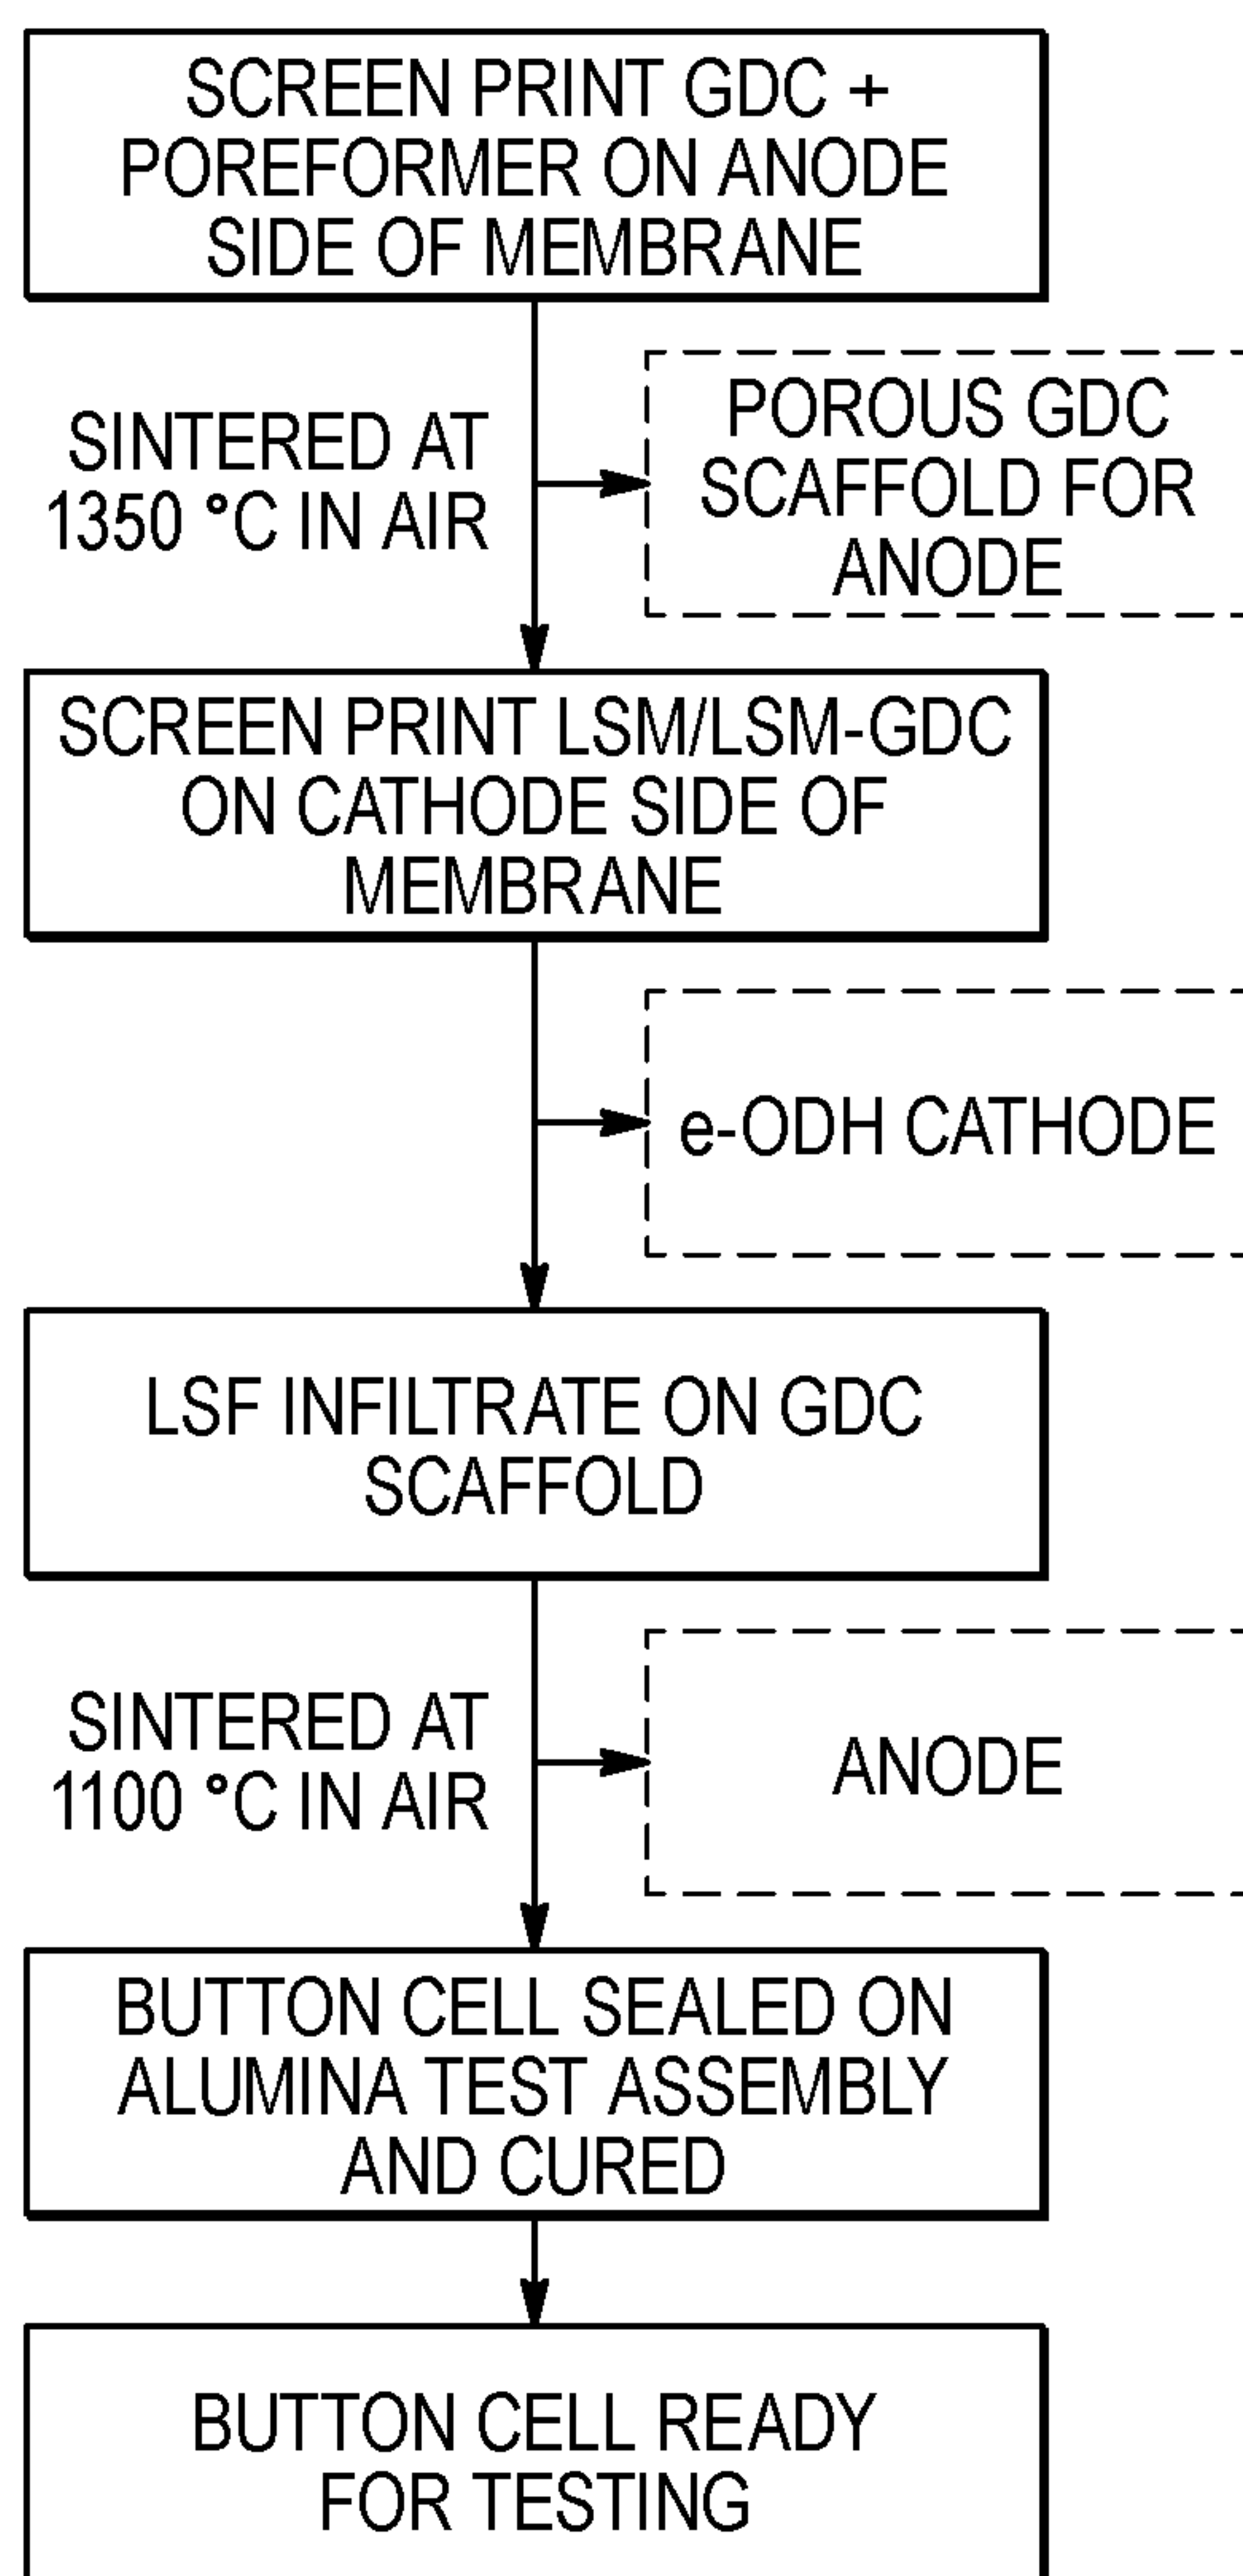 SCREEN PRINT GDC +
POREFORMER ON ANODE
SIDE OF MEMBRANE
SINTERED AT
1350 °C IN AIR
POROUS GDC
SCAFFOLD FOR
ANODE
SCREEN PRINT LSM/LSM-GDC
ON CATHODE SIDE OF
MEMBRANE
e-ODH CATHODE
LSF INFILTRATE ON GDC
SCAFFOLD
SINTERED AT
1100 °C IN AIR
ANODE
BUTTON CELL SEALED ON
ALUMINA TEST ASSEMBLY
AND CURED
BUTTON CELL READY
FOR TESTING